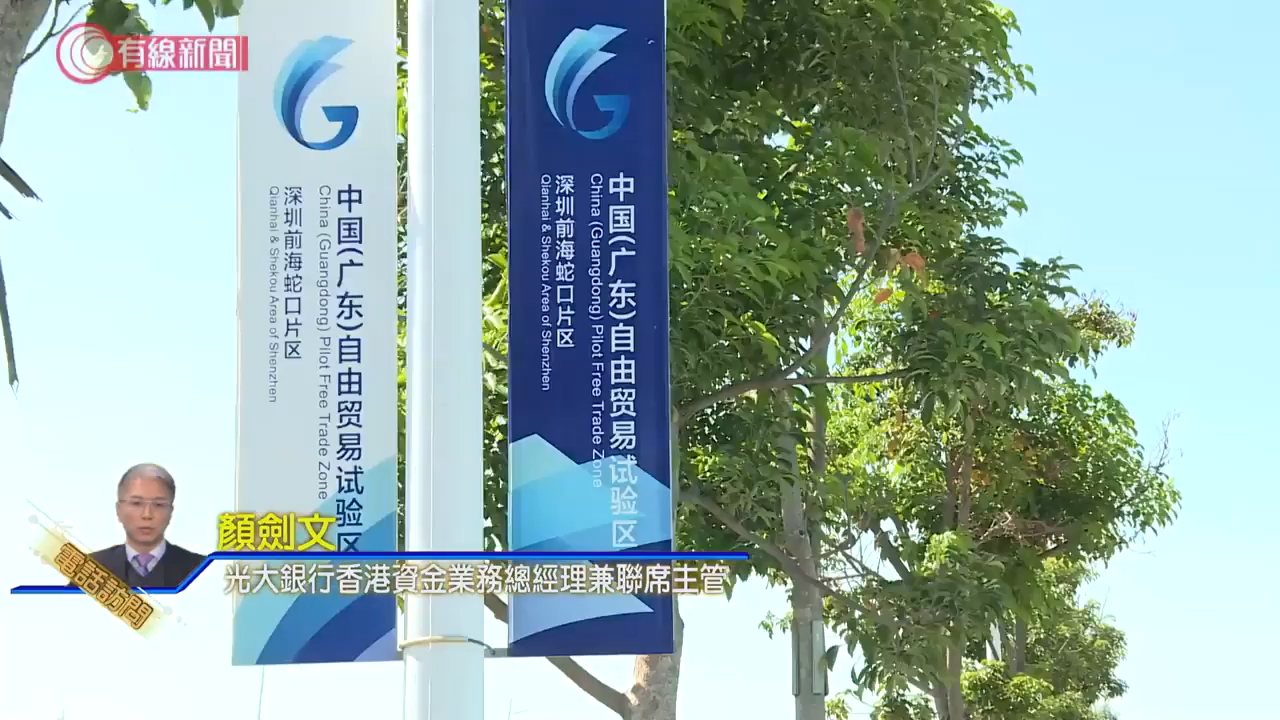 有線新聞
中国(广东)自由贸易试验区
China (Guangdong) Pilot Free Trade Zone
深圳前海蛇口片区
Qianhai & Shekou Area of Shenzhen
中国(广东)自由贸易试验区
China (Guangdong) Pilot Free Trade Zone
深圳前海蛇口片区
Qianhai & Shekou Area of Shenzhen
電話訪問
顏劍文
光大銀行香港資金業務總經理兼聯席主管